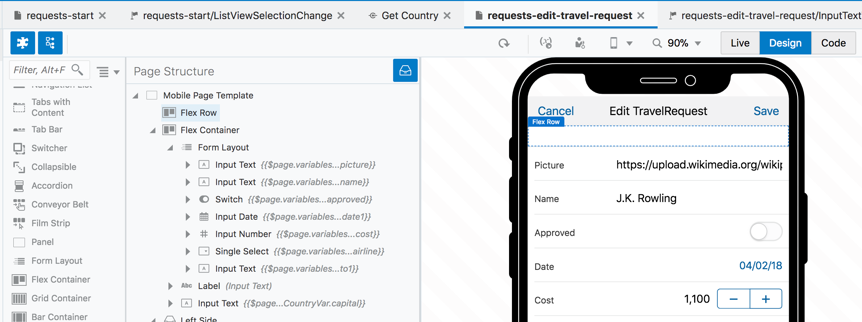 requests-start
requests-start/ListViewSelectionChange
Get Country
requests-edit-travel-request
requests-edit-travel-request/InputText
90%
Live
Design
Code
Filter, Alt+F
Page Structure
Navigation List
Tabs with
Content
Tab Bar
Switcher
Collapsible
Accordion
Conveyor Belt
Film Strip
Panel
Form Layout
Flex Container
Grid Container
Bar Container
Mobile Page Template
Flex Row
Flex Container
Form Layout
Input Text {{$page.variables...picture}}
Input Text {{$page.variables...name}}
Switch {{$page.variables...approved}}
Input Date {{$page.variables...date1}}
Input Number {{$page.variables...cost}}
Single Select {{$page.variables...airline}}
Input Text {{$page.variables...to1}}
Abc Label (Input Text)
Input Text {{$page...CountryVar.capital}}
Left Side
Cancel
Edit TravelRequest
Save
Flex Row
Picture
https://upload.wikimedia.org/wikip
Name
J.K. Rowling
Approved
Date
04/02/18
Cost
1,100